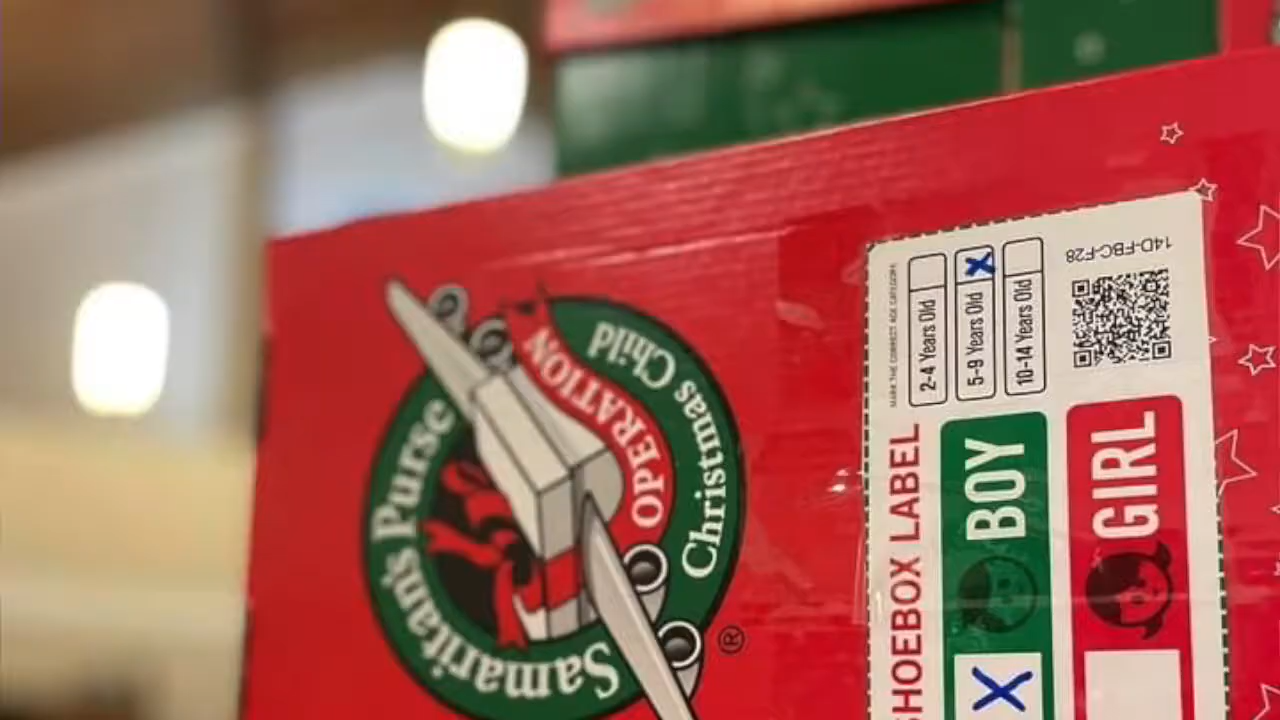 Samaritan's Purse
OPERATION
Christmas Child
®
SHOEBOX LABEL
X BOY
GIRL
MARK THE CORRECT AGE CATEGORY:
2-4 Years Old
5-9 Years Old X
10-14 Years Old
14D-FBC-F28